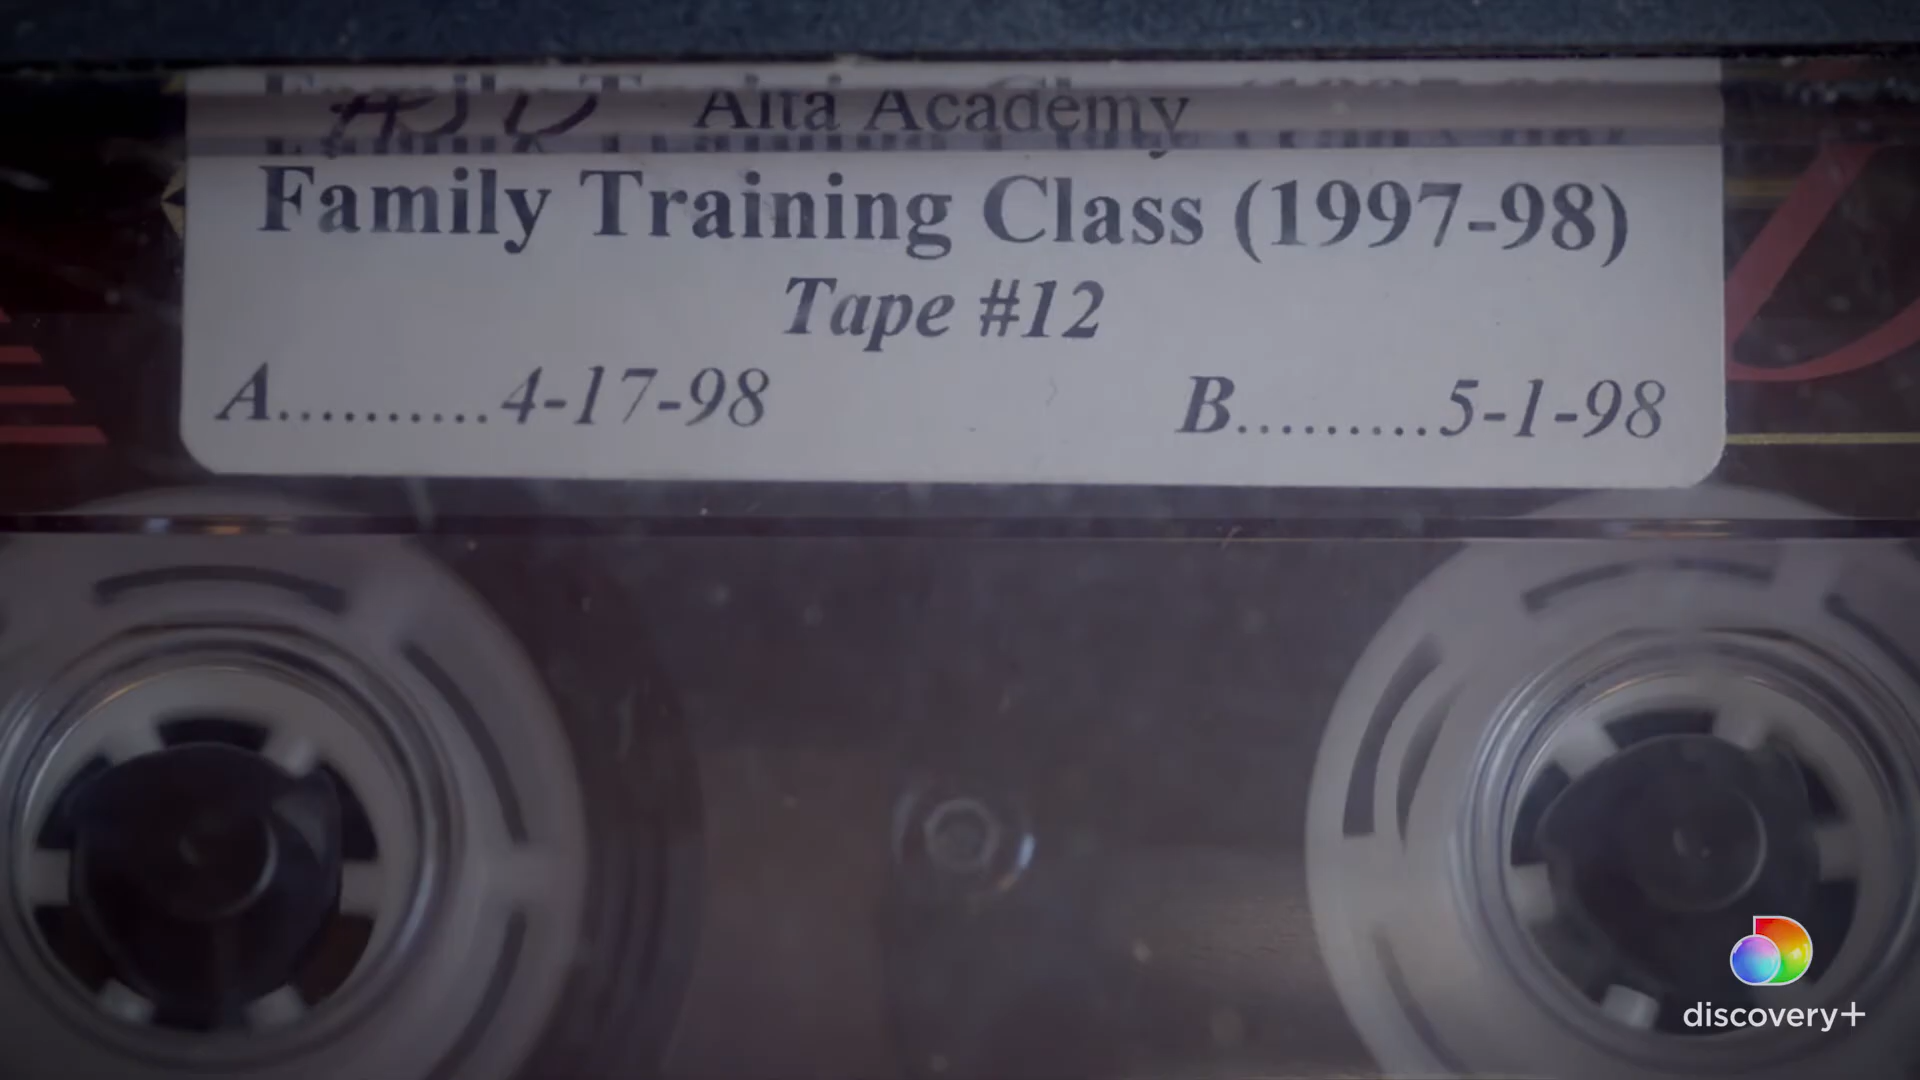 Alta Academy
Family Training Class (1997-98)
Tape #12
A..........4-17-98
B.........5-1-98
discovery+